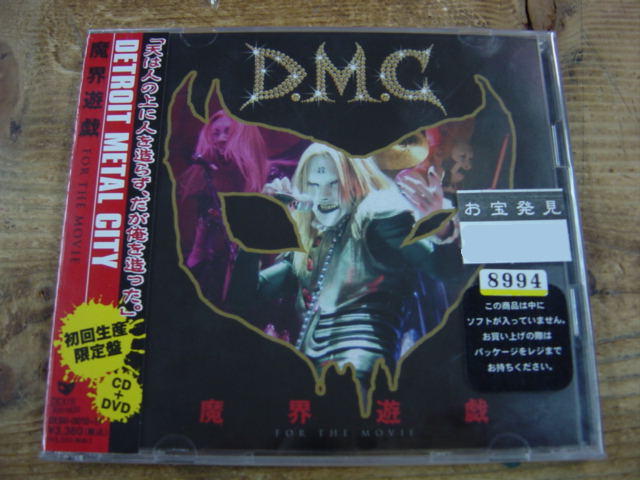 魔界遊戯 FOR THE MOVIE
DETROIT METAL CITY
「天は人の上に人を造らず、だが俺を造った。」
初回生産
限定盤
CD+
DVD
¥3,360(税込)
D.M.C
お宝発見
8994
この商品は中に
ソフトが入っていません。
お買い上げの際は
パッケージをレジまで
お持ちください。
魔界遊戯
FOR THE MOVIE